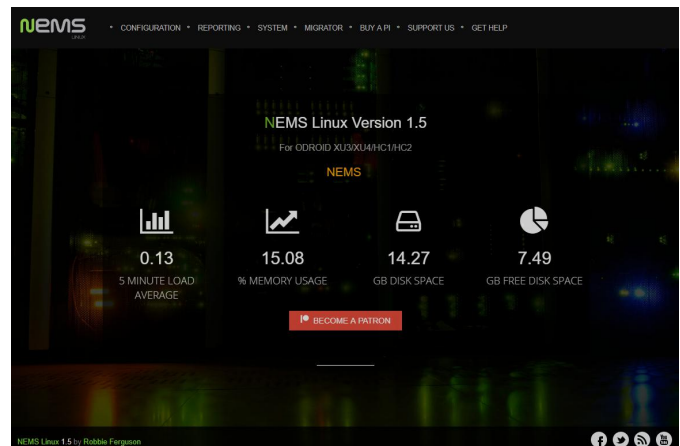 NEMS
LINUX
CONFIGURATION
REPORTING
SYSTEM
MIGRATOR
BUY A PI
SUPPORT US
GET HELP
NEMS Linux Version 1.5
For ODROID XU3/XU4/HC1/HC2
NEMS
0.13
5 MINUTE LOAD
AVERAGE
15.08
% MEMORY USAGE
14.27
GB DISK SPACE
7.49
GB FREE DISK SPACE
BECOME A PATRON
NEMS Linux 1.5 by Robbie Ferguson